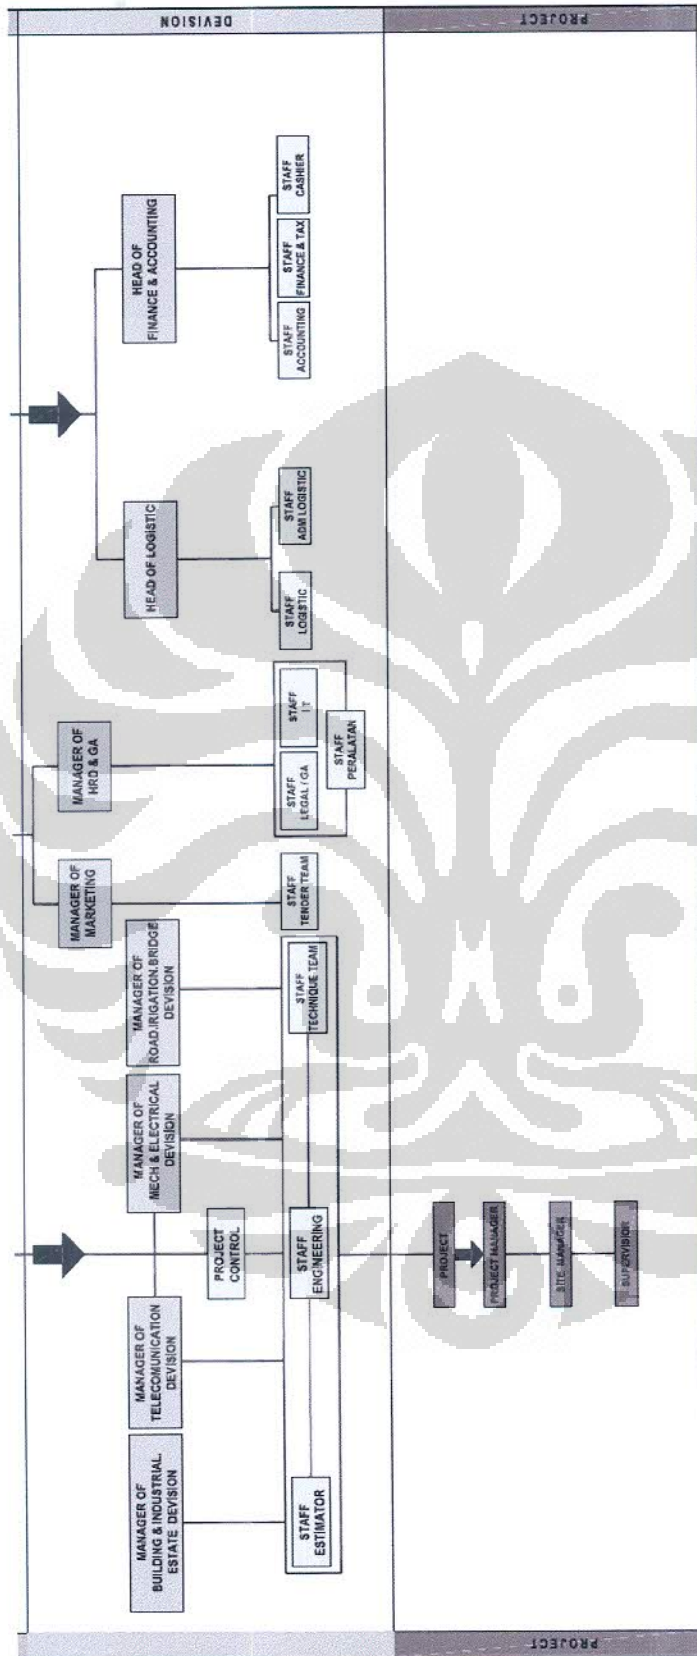 DEVISION
PROJECT
MANAGER OF
BUILDING & INDUSTRIAL
ESTATE DEVISION
MANAGER OF
TELECOMUNICATION
DEVISION
MANAGER OF
MECH & ELECTRICAL
DEVISION
MANAGER OF
ROAD.IRIGATION.BRIDGE
DEVISION
MANAGER OF
MARKETING
MANAGER OF
HRD & GA
HEAD OF LOGISTIC
HEAD OF
FINANCE & ACCOUNTING
PROJECT
CONTROL
STAFF
ESTIMATOR
STAFF
ENGINEERING
STAFF
TECHNIQUE TEAM
STAFF
TENDER TEAM
STAFF
LEGAL / GA
STAFF
I.T
STAFF
PERALATAN
STAFF
LOGISTIC
STAFF
ADM LOGISTIC
STAFF
ACCOUNTING
STAFF
FINANCE & TAX
STAFF
CASHIER
PROJECT
PROJECT MANAGER
SITE MANAGER
SUPERVISIOR
PROJECT